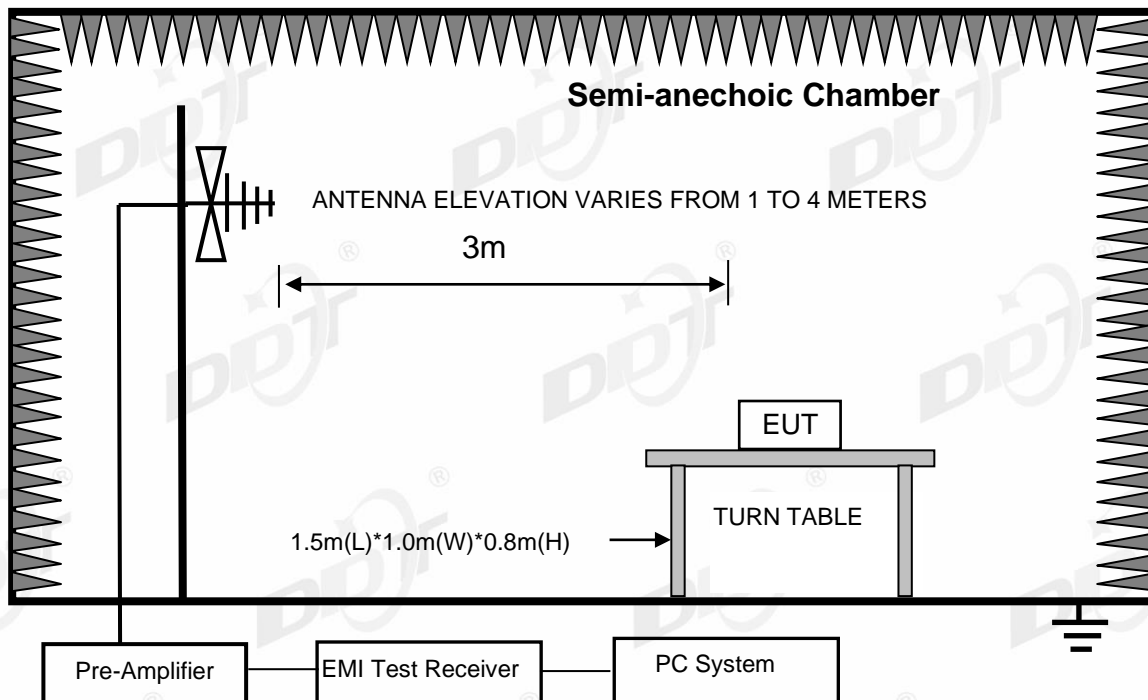 Semi-anechoic Chamber
ANTENNA ELEVATION VARIES FROM 1 TO 4 METERS
3m
EUT
TURN TABLE
1.5m(L)*1.0m(W)*0.8m(H)
Pre-Amplifier
EMI Test Receiver
PC System
DDT
®